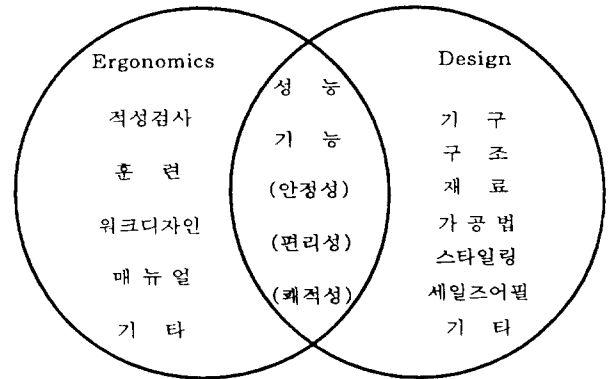 Ergonomics
적성검사
훈 련
워크디자인
매 뉴 얼
기 타
성 능
기 능
(안정성)
(편리성)
(쾌적성)
Design
기 구
구 조
재 료
가 공 법
스타일링
세일즈어필
기 타